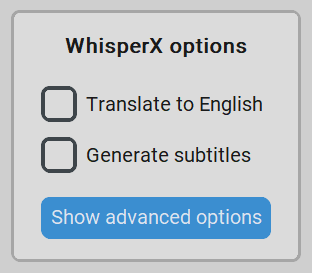 WhisperX options
Translate to English
Generate subtitles
Show advanced options